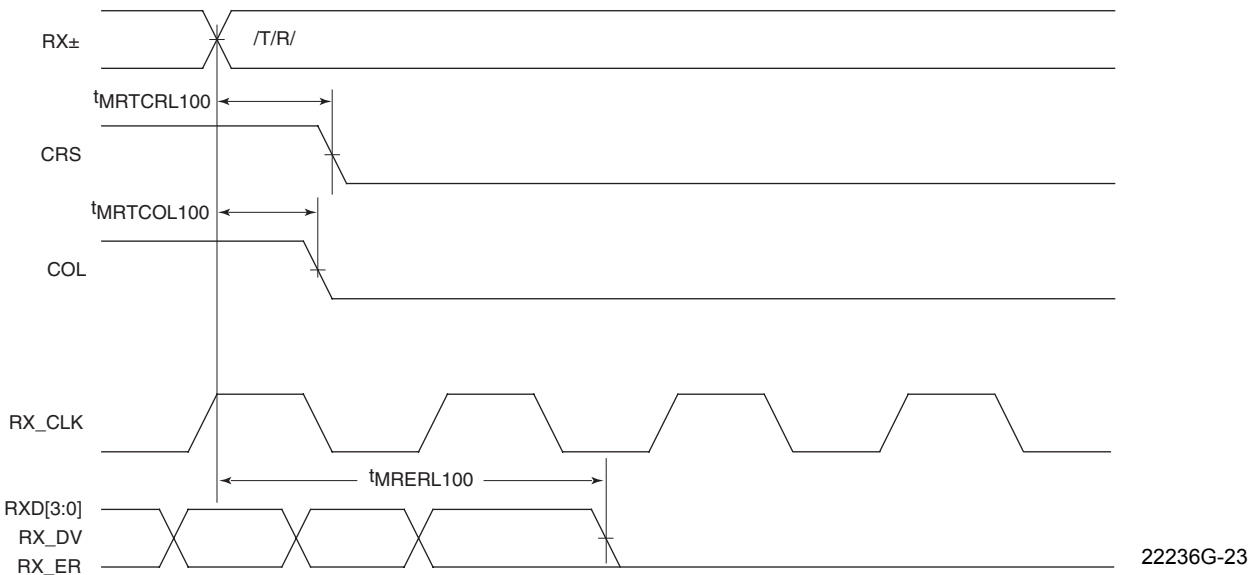 RX±
/T/R/
tMRTCRL100
CRS
tMRTCOL100
COL
RX_CLK
tMRERL100
RXD[3:0]
RX_DV
RX_ER
22236G-23